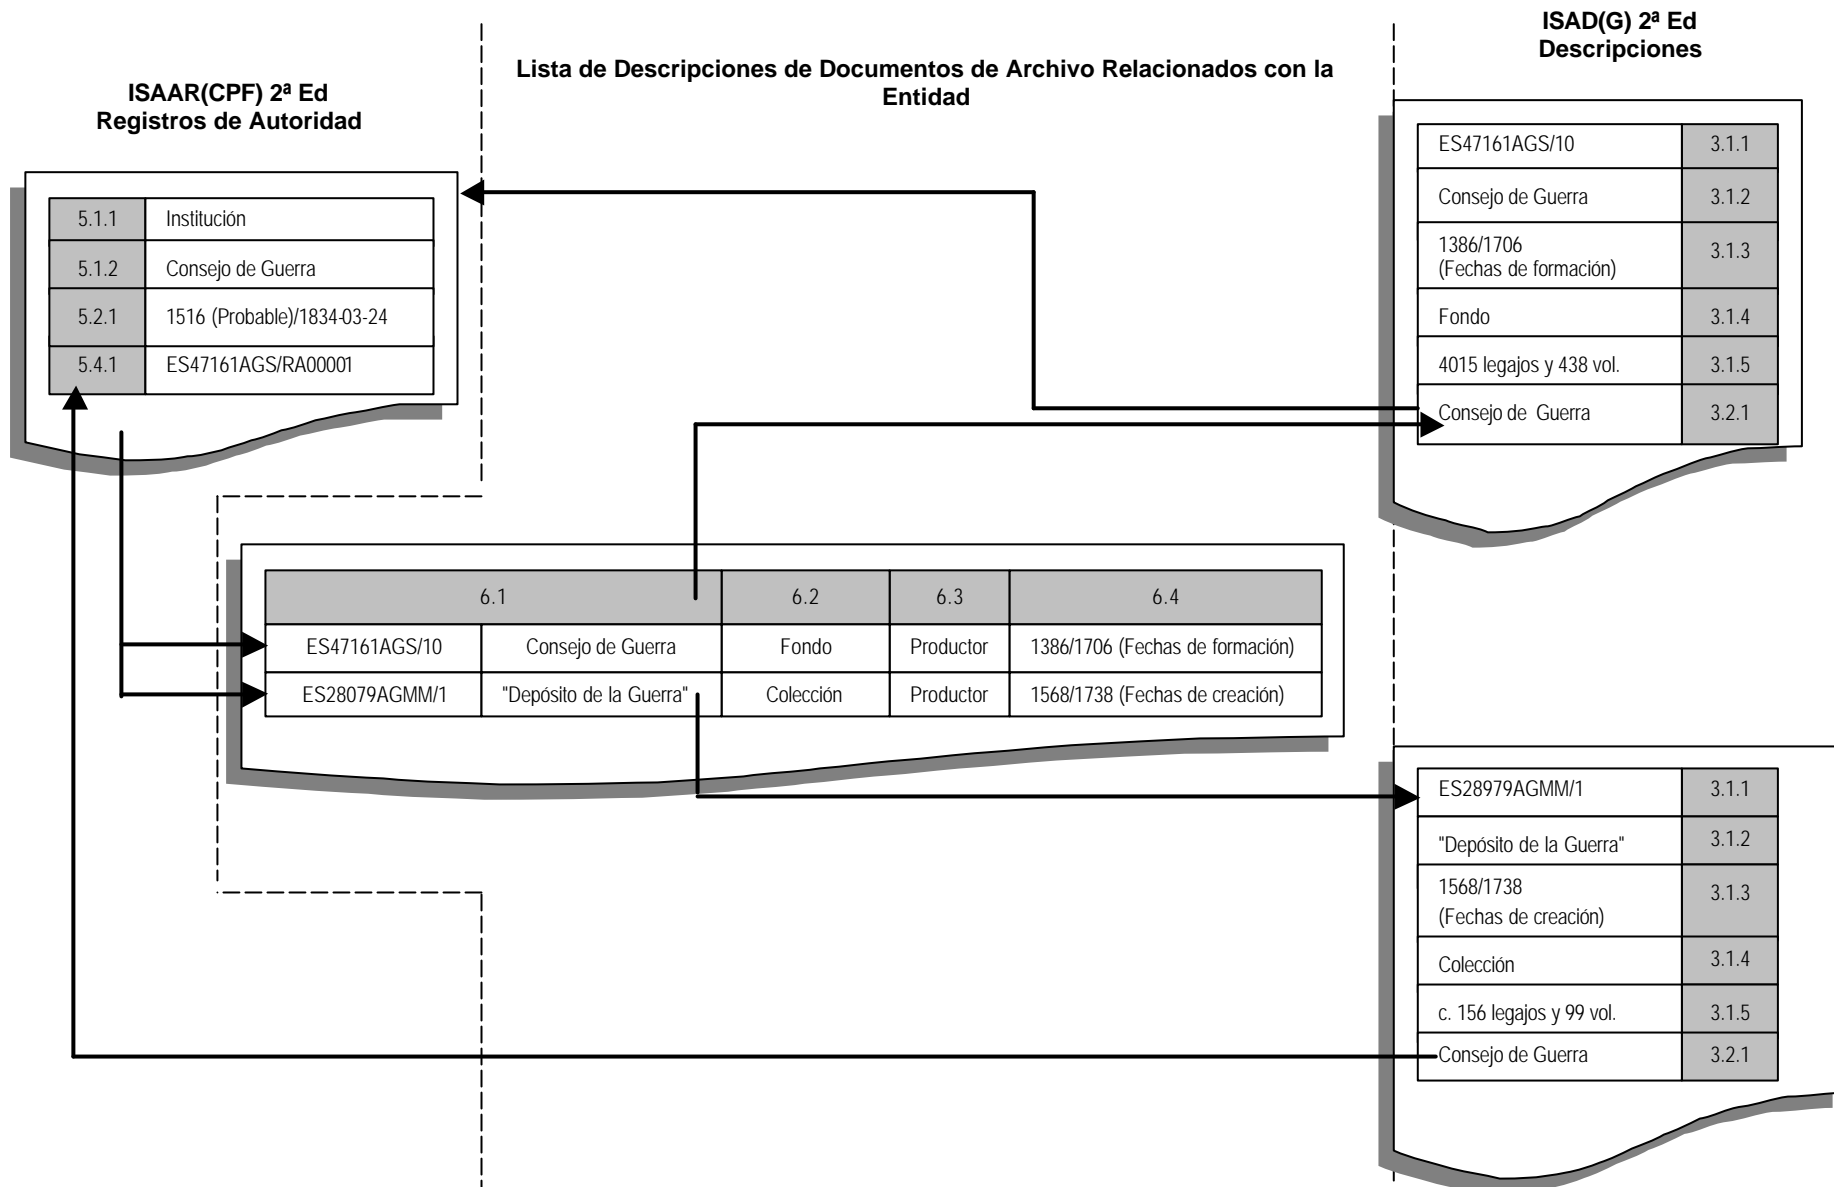 ISAD(G) 2ª Ed
Descripciones
Lista de Descripciones de Documentos de Archivo Relacionados con la
Entidad
ISAAR(CPF) 2ª Ed
Registros de Autoridad
5.1.1 Institución
5.1.2 Consejo de Guerra
5.2.1 1516 (Probable)/1834-03-24
5.4.1 ES47161AGS/RA00001
ES47161AGS/10 3.1.1
Consejo de Guerra 3.1.2
1386/1706
(Fechas de formación) 3.1.3
Fondo 3.1.4
4015 legajos y 438 vol. 3.1.5
Consejo de Guerra 3.2.1
6.1 6.2 6.3 6.4
ES47161AGS/10 Consejo de Guerra Fondo Productor 1386/1706 (Fechas de formación)
ES28079AGMM/1 "Depósito de la Guerra" Colección Productor 1568/1738 (Fechas de creación)
ES28979AGMM/1 3.1.1
"Depósito de la Guerra" 3.1.2
1568/1738
(Fechas de creación) 3.1.3
Colección 3.1.4
c. 156 legajos y 99 vol. 3.1.5
Consejo de Guerra 3.2.1